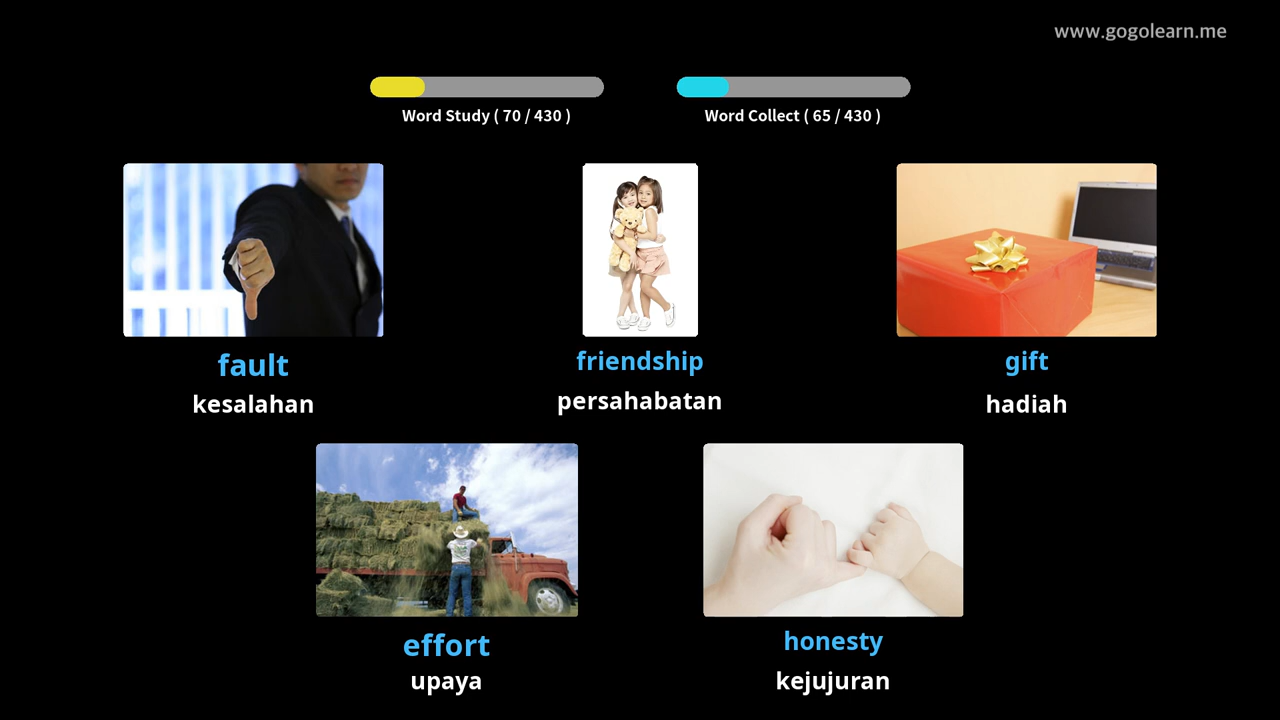 www.gogolearn.me
Word Study ( 70 / 430 )
Word Collect ( 65 / 430 )
fault
kesalahan
friendship
persahabatan
gift
hadiah
effort
upaya
honesty
kejujuran